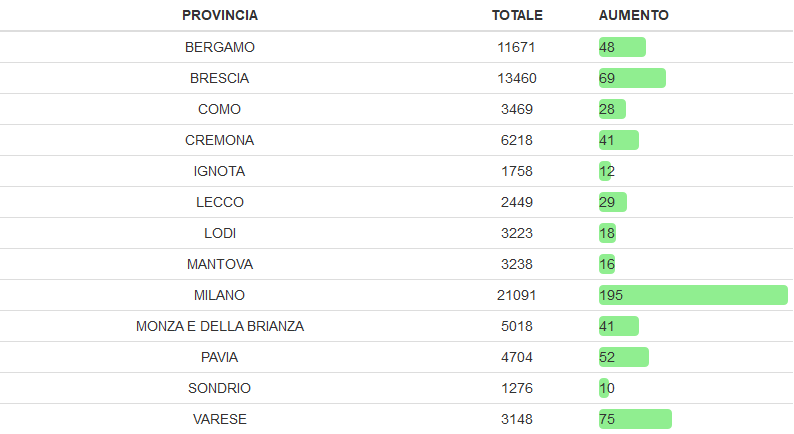 PROVINCIA TOTALE AUMENTO
BERGAMO 11671 48
BRESCIA 13460 69
COMO 3469 28
CREMONA 6218 41
IGNOTA 1758 12
LECCO 2449 29
LODI 3223 18
MANTOVA 3238 16
MILANO 21091 195
MONZA E DELLA BRIANZA 5018 41
PAVIA 4704 52
SONDRIO 1276 10
VARESE 3148 75